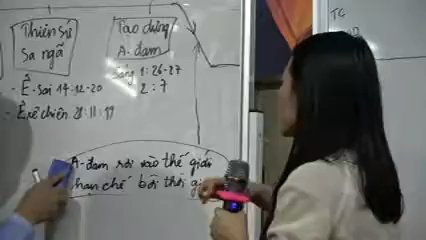 Thiên sứ
sa ngã
- Ê-sai 14:12-20
- Ê-xê-chiên 28:11-19
Tạo dựng
A-đam
Sáng 1:26-27
2:7
A-đam rơi vào thế giới
hạn chế bởi thời gi
TG